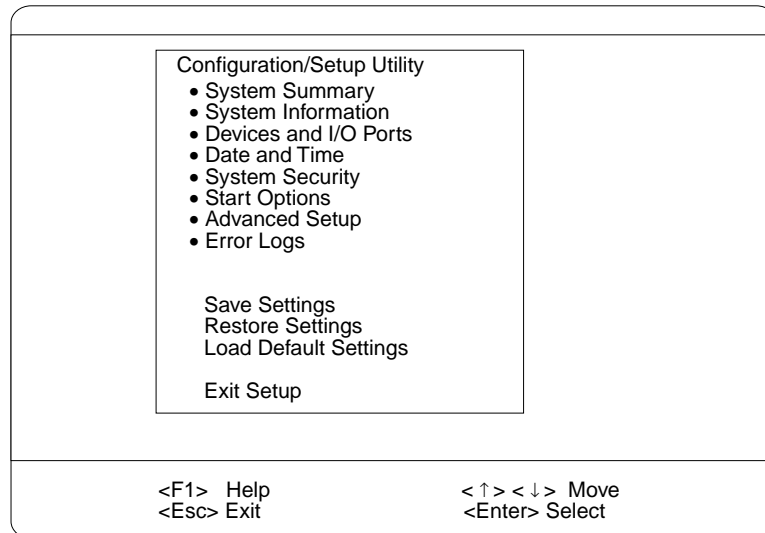 Configuration/Setup Utility
• System Summary
• System Information
• Devices and I/O Ports
• Date and Time
• System Security
• Start Options
• Advanced Setup
• Error Logs
Save Settings
Restore Settings
Load Default Settings
Exit Setup
<F1> Help < ↑ > < ↓ > Move
<Esc> Exit <Enter> Select